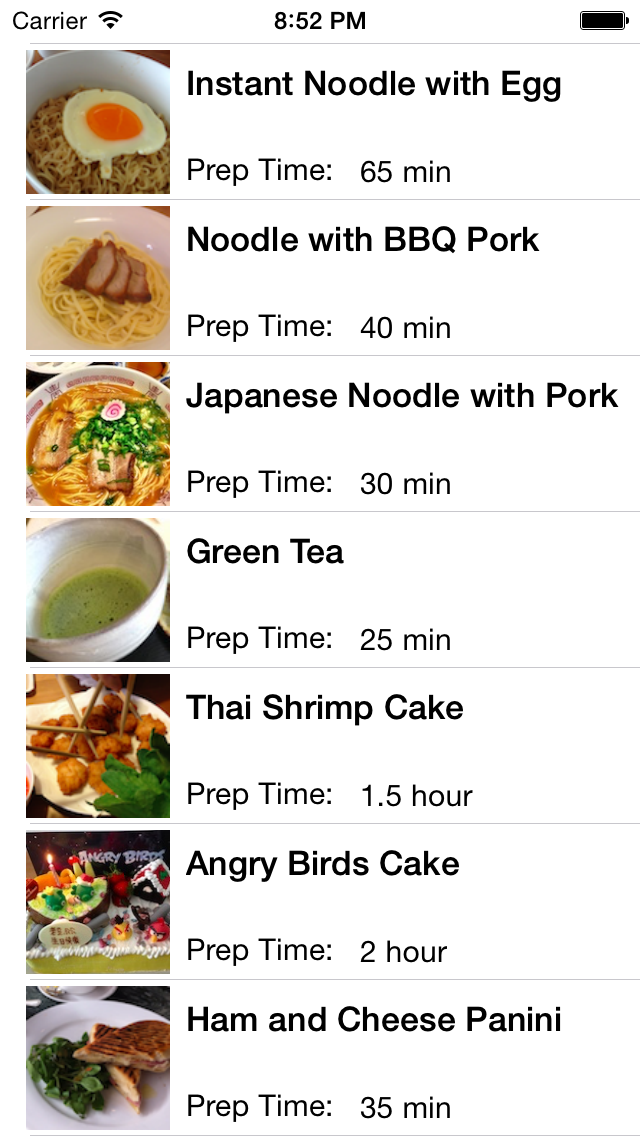 Carrier 8:52 PM
Instant Noodle with Egg
Prep Time: 65 min
Noodle with BBQ Pork
Prep Time: 40 min
Japanese Noodle with Pork
Prep Time: 30 min
Green Tea
Prep Time: 25 min
Thai Shrimp Cake
Prep Time: 1.5 hour
ANGRY BIRDS
Angry Birds Cake
Prep Time: 2 hour
Ham and Cheese Panini
Prep Time: 35 min